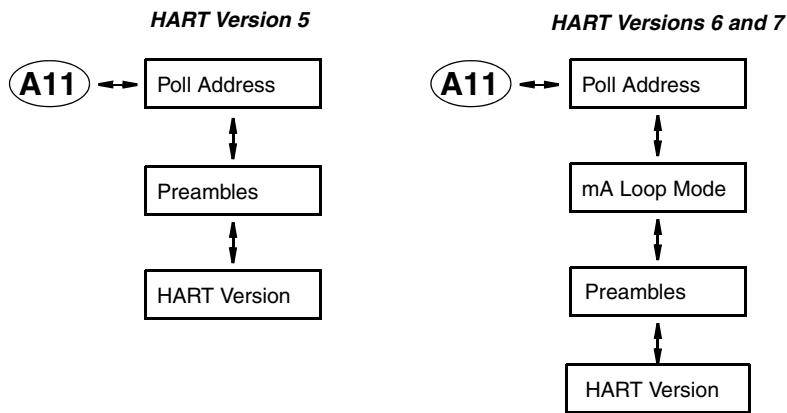 HART Version 5
A11
Poll Address
Preambles
HART Version
HART Versions 6 and 7
A11
Poll Address
mA Loop Mode
Preambles
HART Version